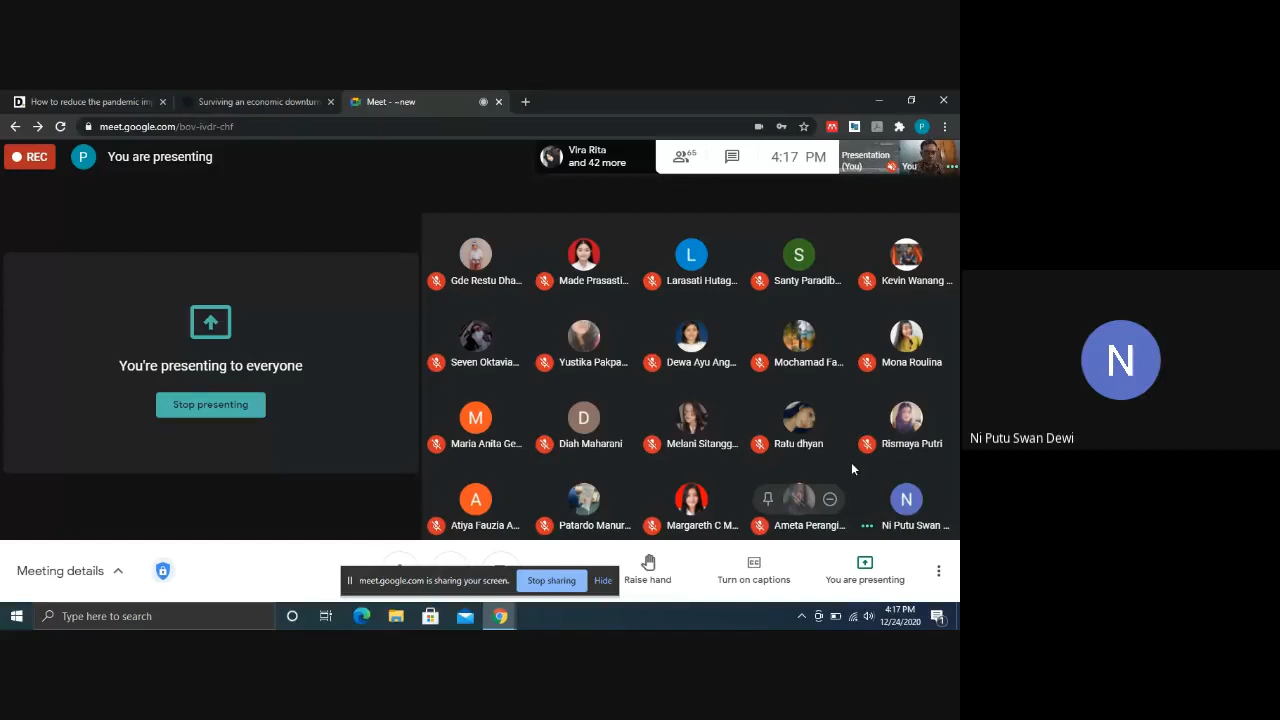 How to reduce the pandemic im
Surviving an economic downturn
Meet - ~new
meet.google.com/bov-ivdr-chf
P
REC
P
You are presenting
Vira Rita
and 42 more
65
4:17 PM
Presentation
(You)
You
L
S
Gde Restu Dha...
Made Prasasti...
Larasati Hutag...
Santy Paradib...
Kevin Wanang ...
You're presenting to everyone
Stop presenting
Seven Oktavia...
Yustika Pakpa...
Dewa Ayu Ang...
Mochamad Fa...
Mona Roulina
M
D
Maria Anita Ge...
Diah Maharani
Melani Sitangg...
Ratu dhyan
Rismaya Putri
A
N
Atiya Fauzia A...
Patardo Manur...
Margareth C M...
Ameta Perangi...
Ni Putu Swan ...
N
Ni Putu Swan Dewi
Meeting details
meet.google.com is sharing your screen.
Stop sharing
Hide
Raise hand
Turn on captions
You are presenting
Type here to search
4:17 PM
12/24/2020
1